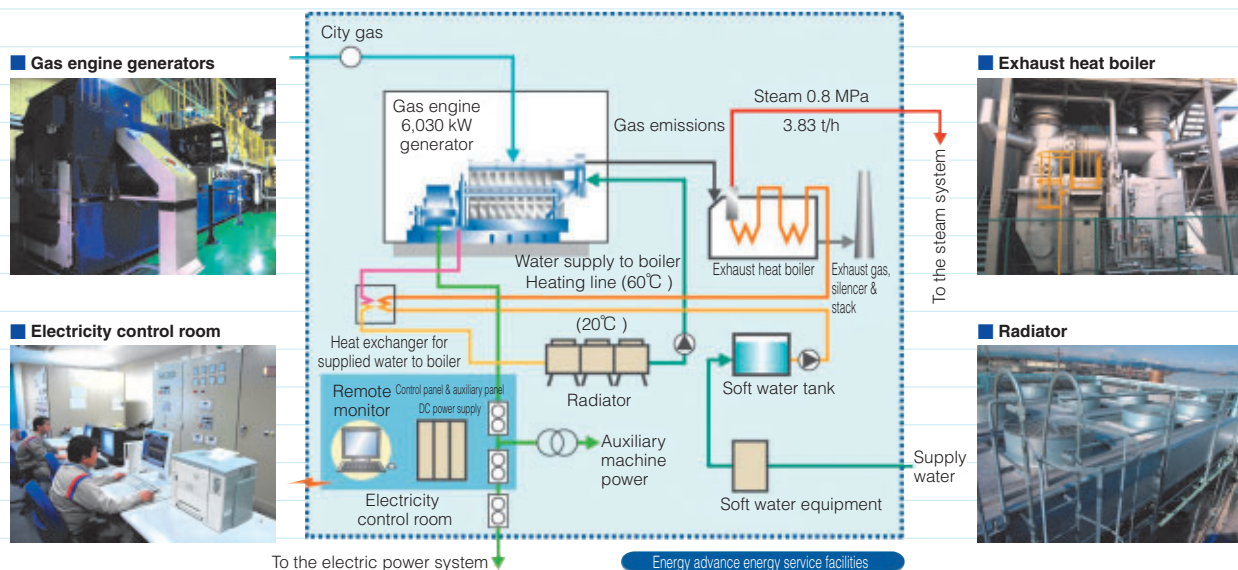 City gas
Gas engine generators
Gas engine
6,030 kW
generator
Gas emissions
Steam 0.8 MPa
3.83 t/h
Exhaust heat boiler
To the steam system
Water supply to boiler
Heating line (60℃ )
Exhaust heat boiler
Exhaust gas,
silencer &
stack
Electricity control room
Heat exchanger for
supplied water to boiler
(20℃ )
Radiator
Soft water tank
Radiator
Remote
monitor
Control panel & auxiliary panel
DC power supply
Auxiliary
machine
power
Electricity
control room
Soft water equipment
Supply
water
To the electric power system
Energy advance energy service facilities